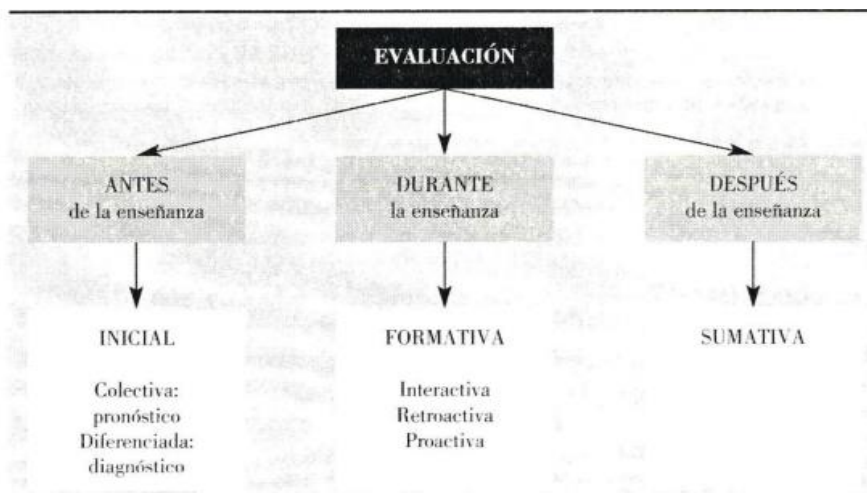 EVALUACIÓN
ANTES
de la enseñanza
DURANTE
la enseñanza
DESPUÉS
de la enseñanza
INICIAL
Colectiva:
pronóstico
Diferenciada:
diagnóstico
FORMATIVA
Interactiva
Retroactiva
Proactiva
SUMATIVA